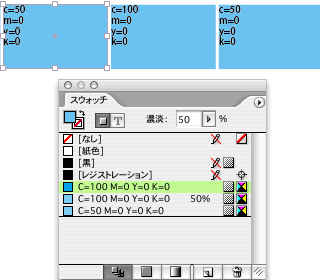 c=50
m=0
y=0
k=0
c=100
m=0
y=0
k=0
c=50
m=0
y=0
k=0
スウォッチ
T 濃淡: 50 %
[なし]
[紙色]
[黒]
[レジストレーション]
C=100 M=0 Y=0 K=0
C=100 M=0 Y=0 K=0 50%
C=50 M=0 Y=0 K=0